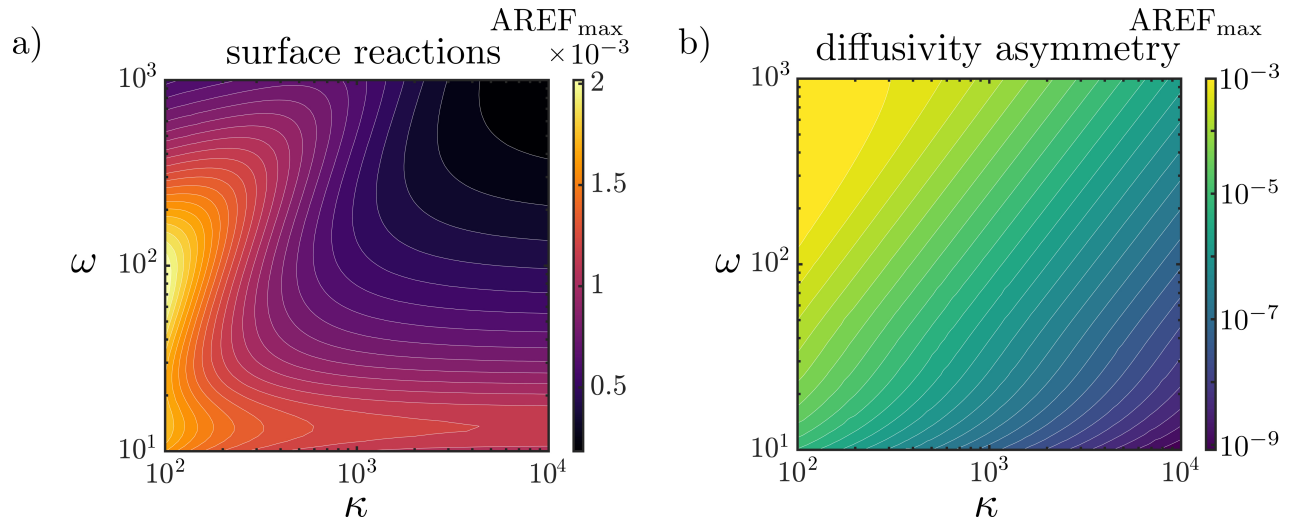 a)
surface reactions
AREF_max
×10^−3
ω
10^3
10^2
10^1
10^2
10^3
10^4
κ
2
1.5
1
0.5
b)
diffusivity asymmetry
AREF_max
ω
10^3
10^2
10^1
10^2
10^3
10^4
κ
10^−3
10^−5
10^−7
10^−9